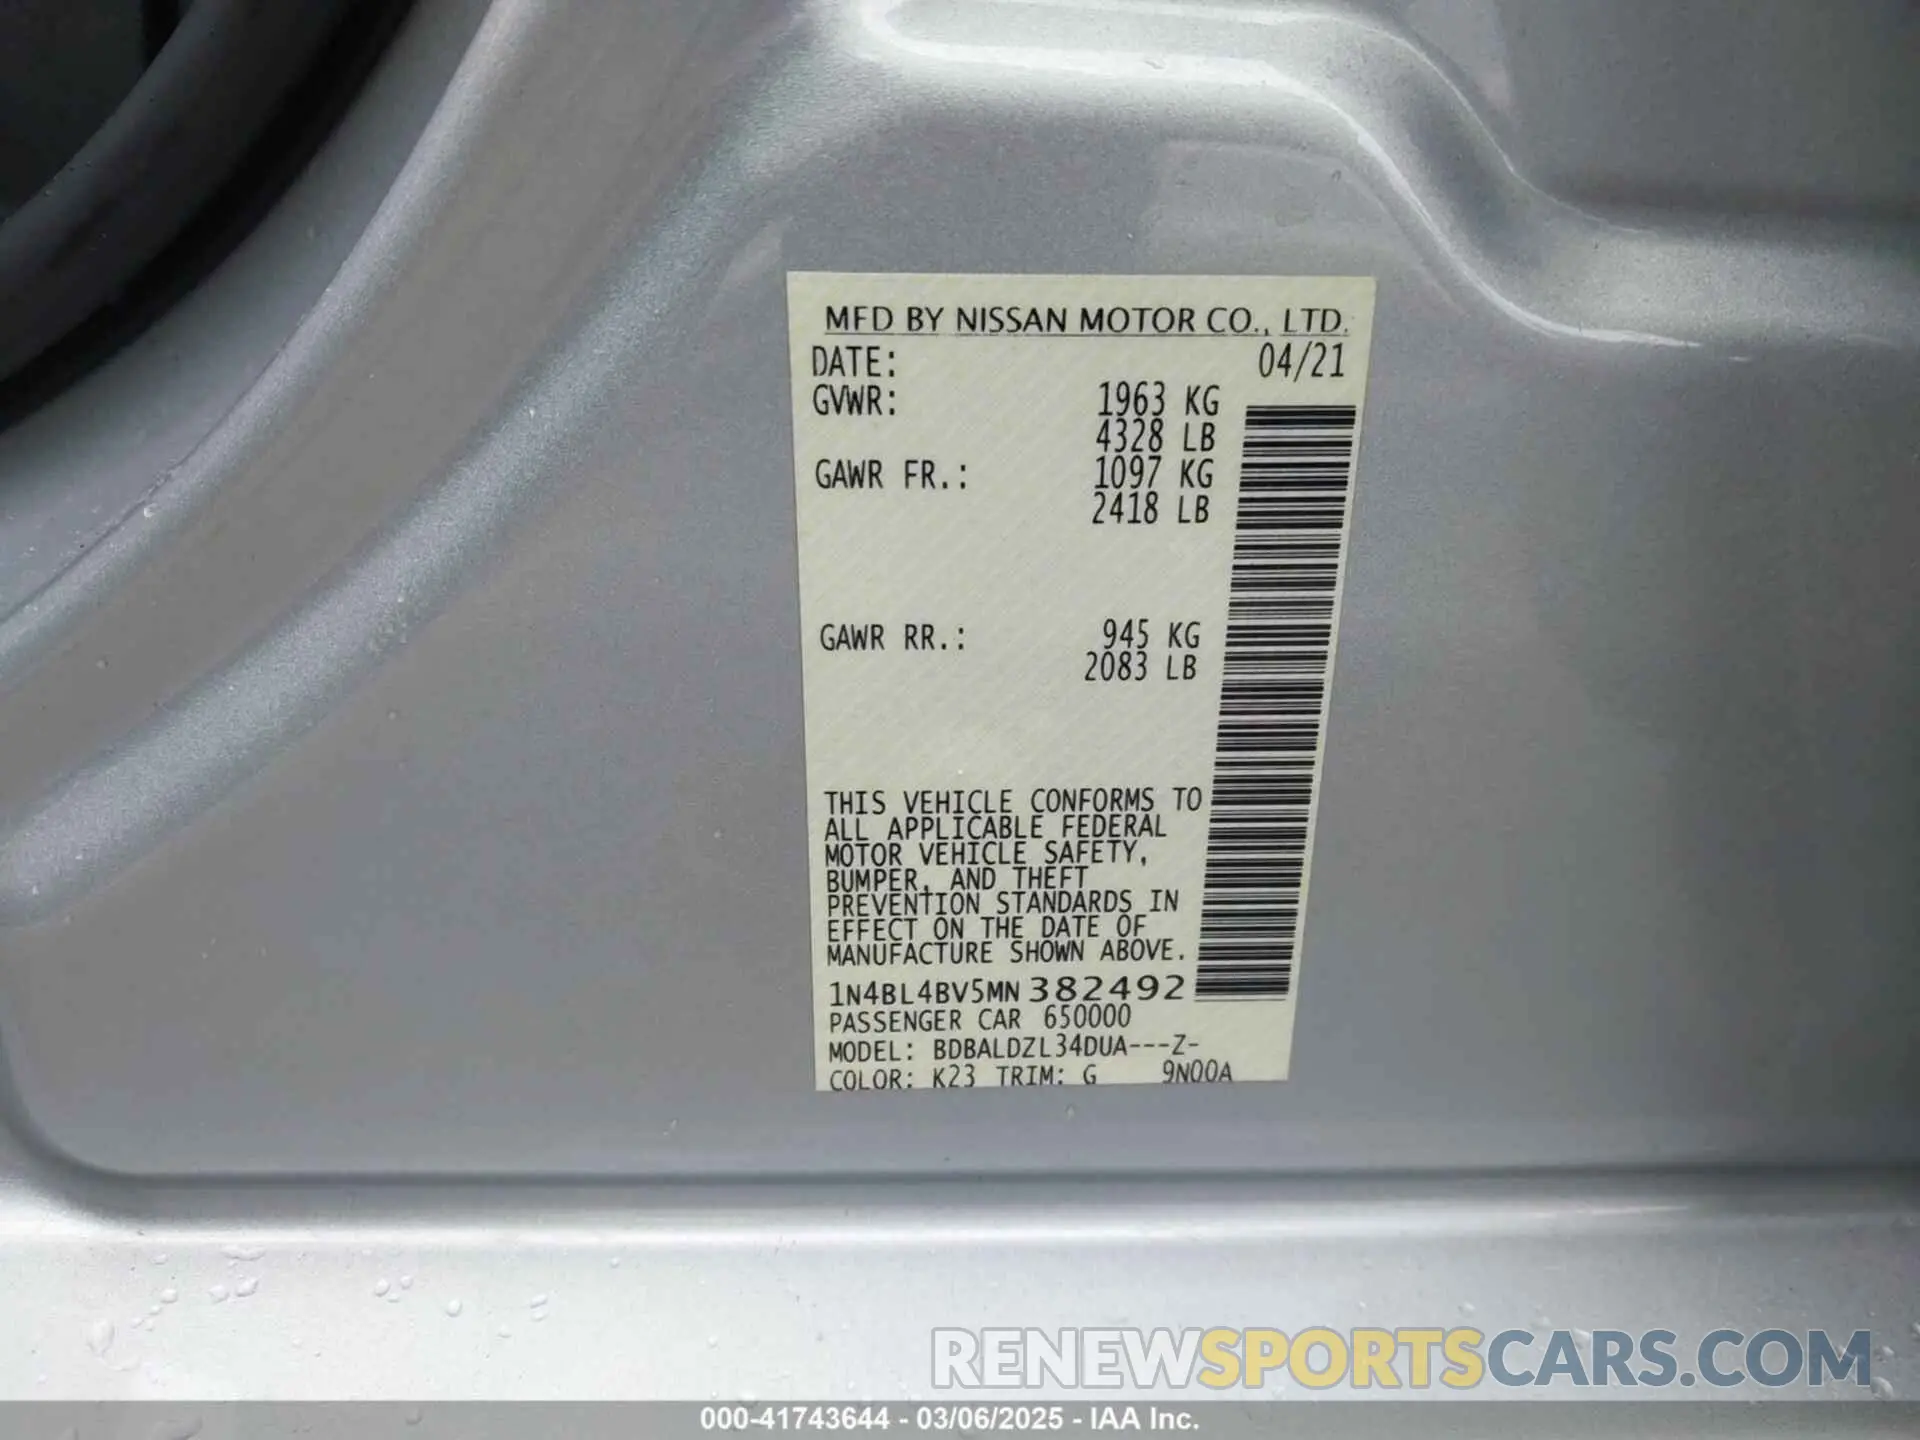 MFD BY NISSAN MOTOR CO., LTD.
DATE: 04/21
GVWR: 1963 KG
4328 LB
GAWR FR.: 1097 KG
2418 LB
GAWR RR.: 945 KG
2083 LB
THIS VEHICLE CONFORMS TO
ALL APPLICABLE FEDERAL
MOTOR VEHICLE SAFETY,
BUMPER, AND THEFT
PREVENTION STANDARDS IN
EFFECT ON THE DATE OF
MANUFACTURE SHOWN ABOVE.
1N4BL4BV5MN382492
PASSENGER CAR 650000
MODEL: BDBALDZL34DUA---Z-
COLOR: K23 TRIM: G 9N00A
RENEWSPORTSCARS.COM
000-41743644 - 03/06/2025 - IAA Inc.